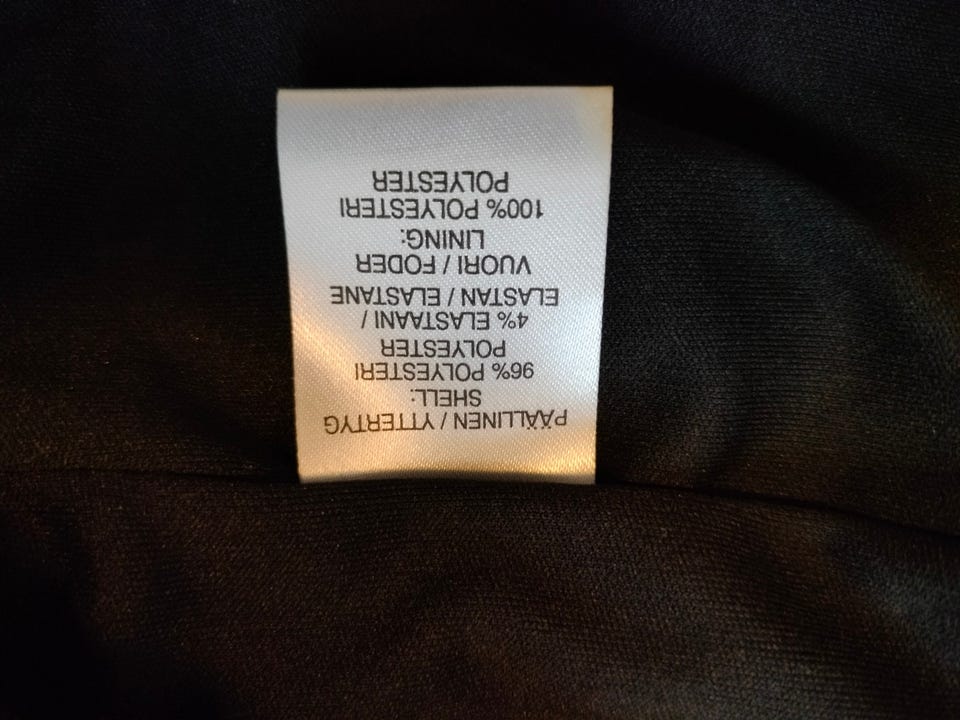 PÄÄLLINEN / YTTERTYG
SHELL:
96% POLYESTERI
POLYESTER
4% ELASTAANI /
ELASTAN / ELASTANE
VUORI / FODER
LINING:
100% POLYESTERI
POLYESTER